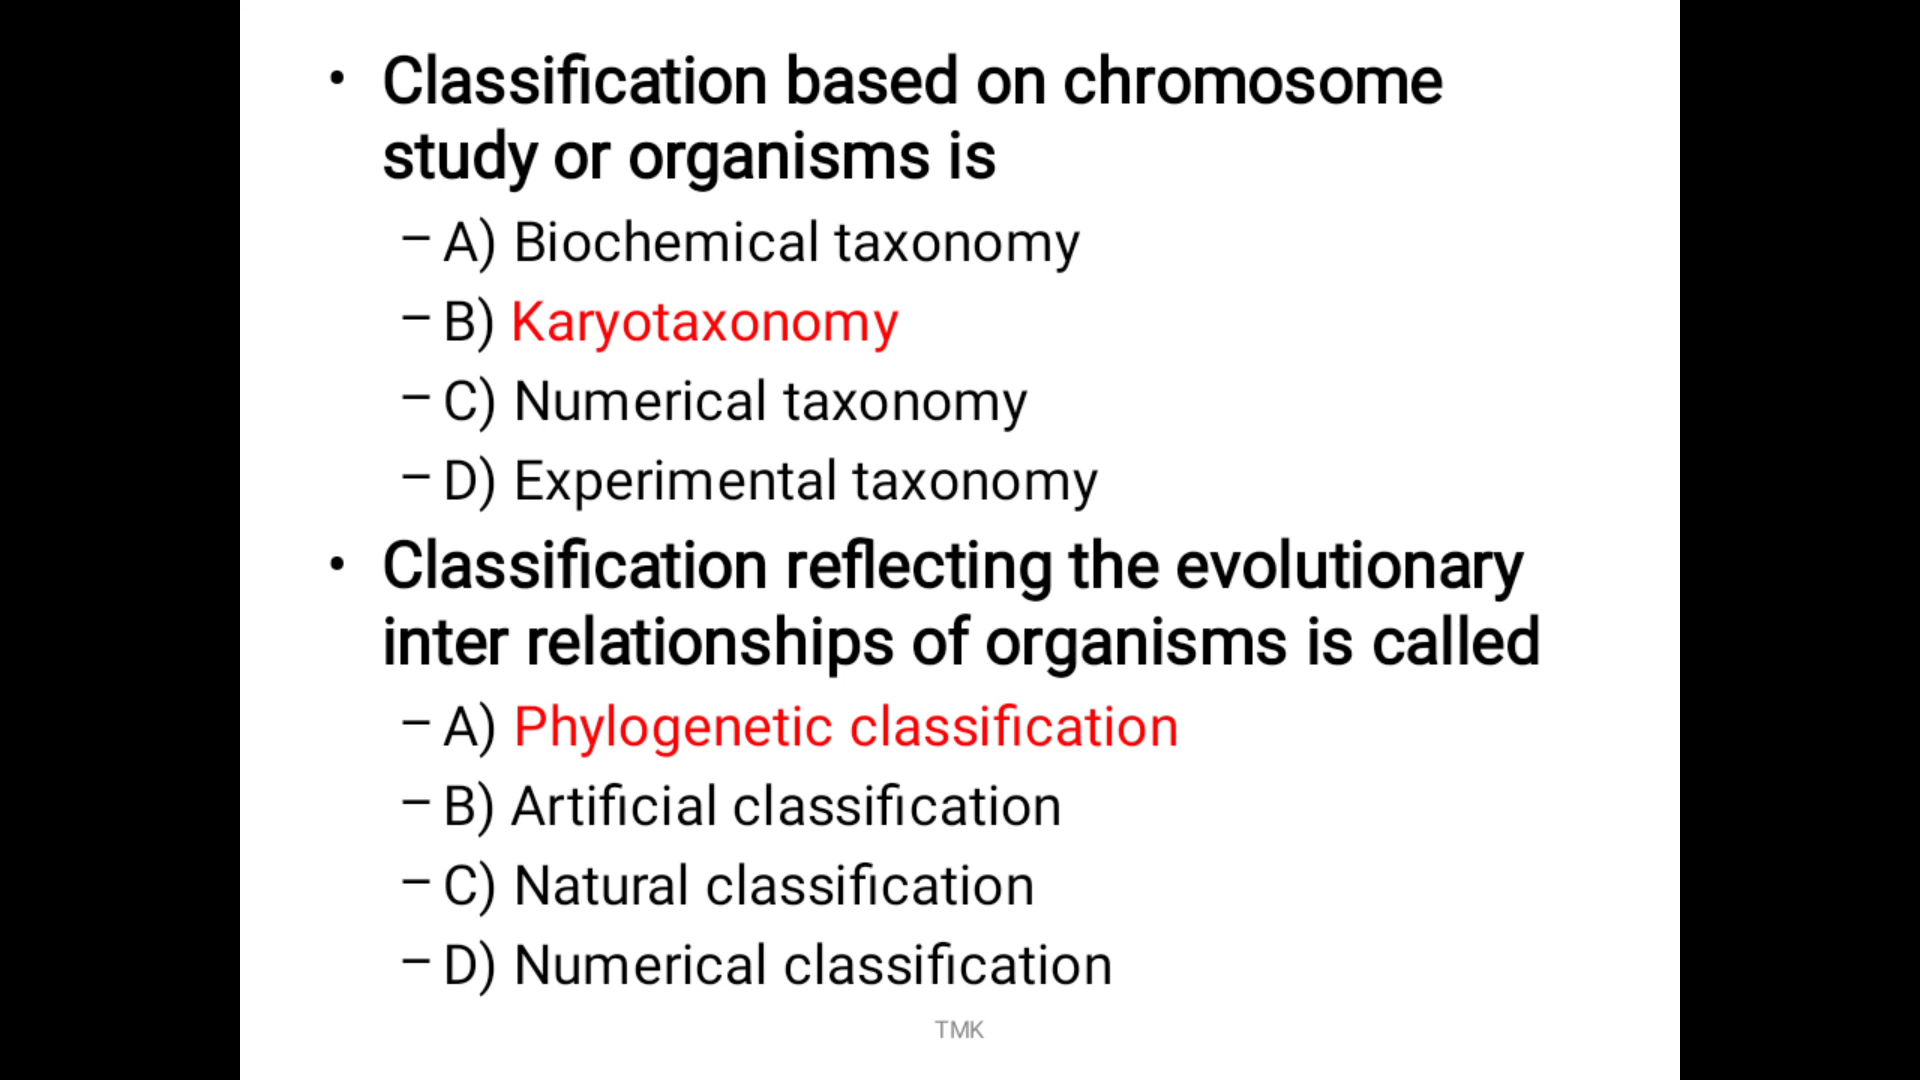 • Classification based on chromosome
study or organisms is
– A) Biochemical taxonomy
– B) Karyotaxonomy
– C) Numerical taxonomy
– D) Experimental taxonomy
• Classification reflecting the evolutionary
inter relationships of organisms is called
– A) Phylogenetic classification
– B) Artificial classification
– C) Natural classification
– D) Numerical classification
TMK